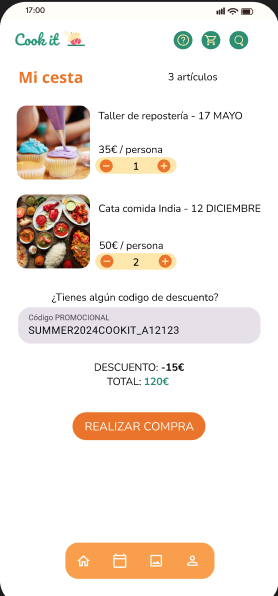 17:00
Cook it
Mi cesta
3 artículos
Taller de repostería - 17 MAYO
35€ / persona
1
Cata comida India - 12 DICIEMBRE
50€ / persona
2
¿Tienes algún codigo de descuento?
Código PROMOCIONAL
SUMMER2024COOKIT_A12123
DESCUENTO: -15€
TOTAL: 120€
REALIZAR COMPRA